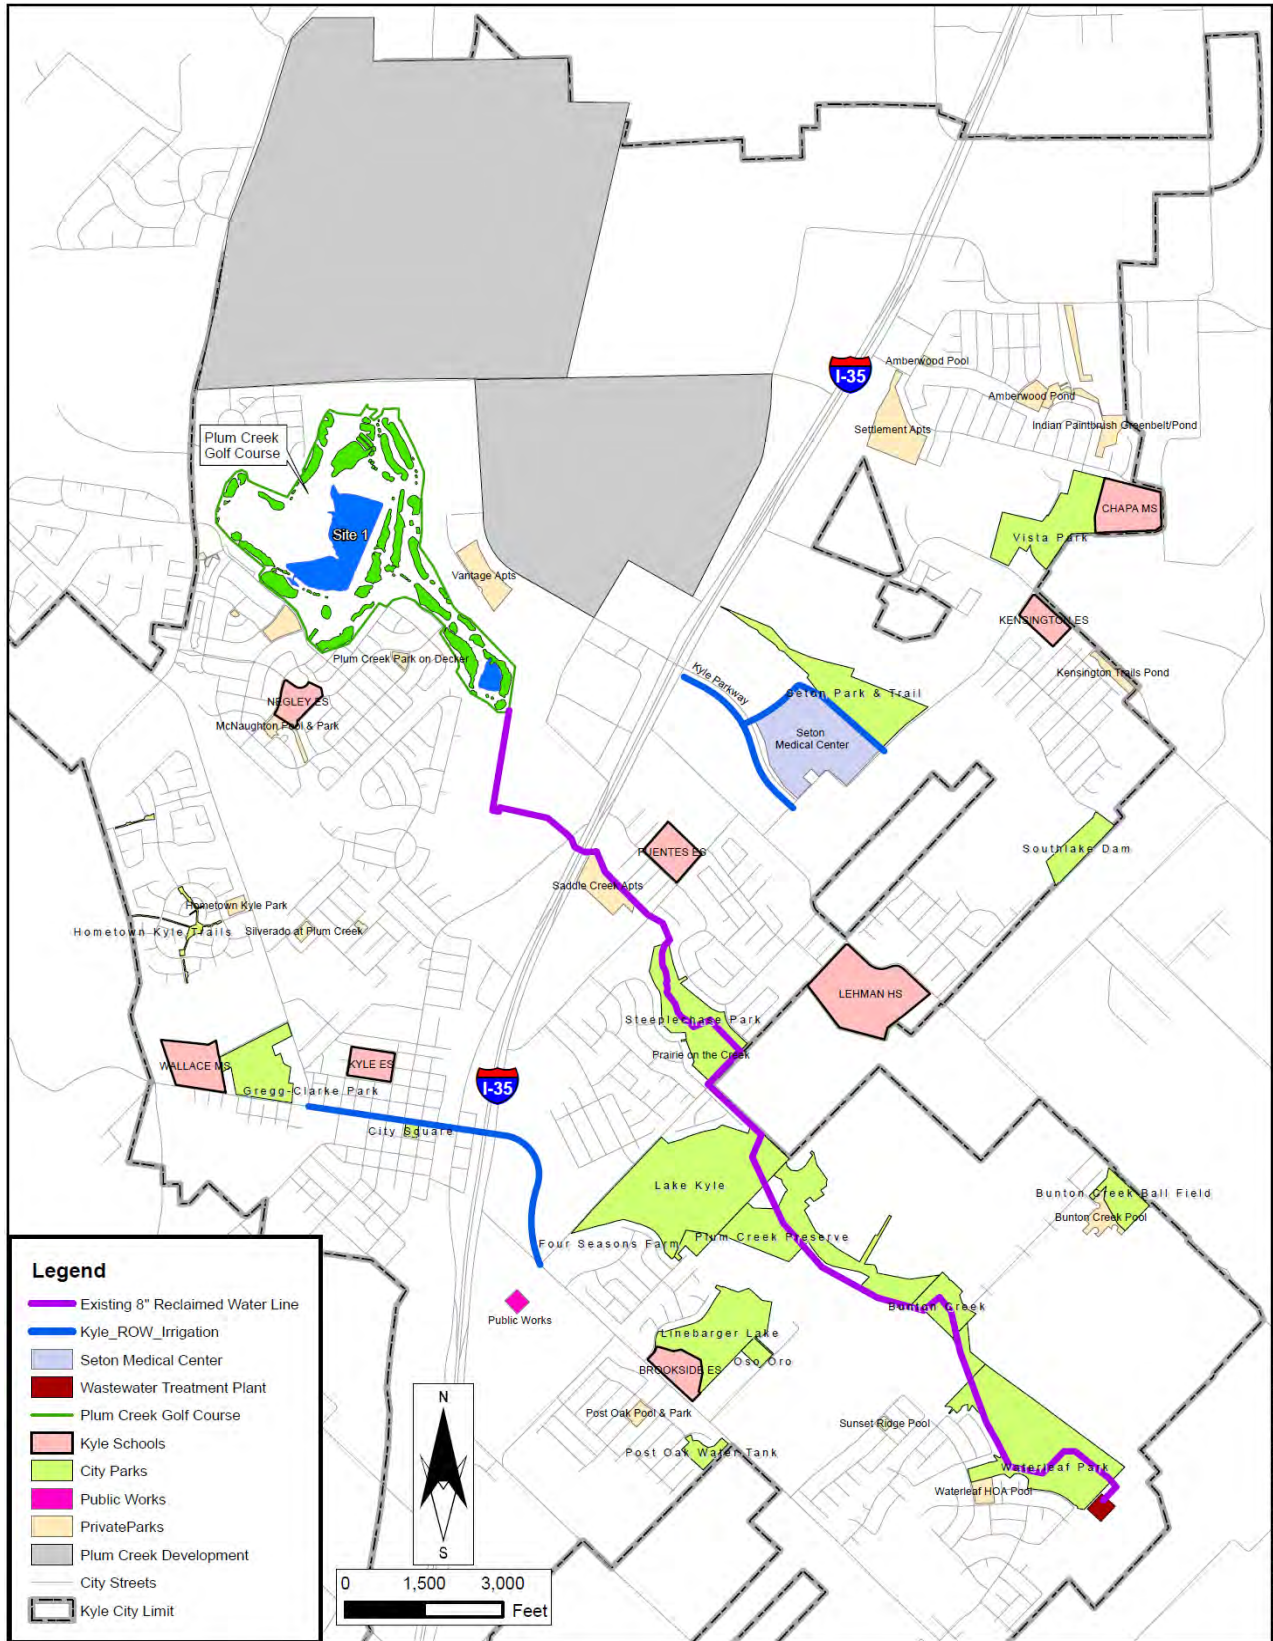 I-35
Amberwood Pool
Amberwood Pond
Settlement Apts
Indian Paintbrush Greenbelt/Pond
Plum Creek
Golf Course
Site 1
CHAPA MS
Vista Park
Vantage Apts
KENSINGTON ES
Plum Creek Park on Decker
Kyle Parkway
Kensington Trails Pond
NEGLEY ES
Seton Park & Trail
McNaughton Pool & Park
Seton
Medical Center
FUENTES ES
Southlake Dam
Saddle Creek Apts
Hometown Kyle Park
Hometown Kyle Trails
Silverado at Plum Creek
LEHMAN HS
Steeplechase Park
Prairie on the Creek
WALLACE MS
KYLE ES
I-35
Gregg-Clarke Park
City Square
Lake Kyle
Bunton Creek Ball Field
Bunton Creek Pool
Four Seasons Farm
Plum Creek Preserve
Bunton Creek
Public Works
Linebarger Lake
Oso Oro
BROOKSIDE ES
Post Oak Pool & Park
Sunset Ridge Pool
Post Oak Water Tank
Waterleaf Park
Waterleaf HOA Pool
Legend
Existing 8" Reclaimed Water Line
Kyle_ROW_Irrigation
Seton Medical Center
Wastewater Treatment Plant
Plum Creek Golf Course
Kyle Schools
City Parks
Public Works
PrivateParks
Plum Creek Development
City Streets
Kyle City Limit
N
S
0 1,500 3,000
Feet